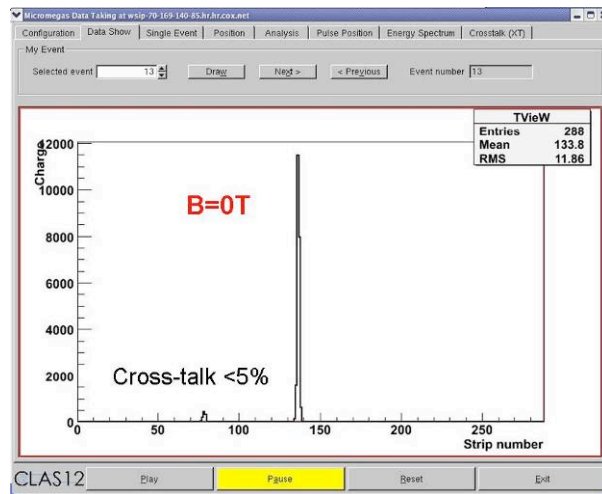 Micromegas Data Taking at wsip-70-169-140-85.hr.hr.cox.net
Configuration Data Show Single Event Position Analysis Pulse Position Energy Spectrum Crosstalk (XT)
My Event
Selected event 13 Draw Next > < Previous Event number 13
TVieW
Entries 288
Mean 133.8
RMS 11.86
Charge
12000
10000
8000
6000
4000
2000
0
B=0T
Cross-talk <5%
0 50 100 150 200 250
Strip number
CLAS12 Play Pause Reset Exit